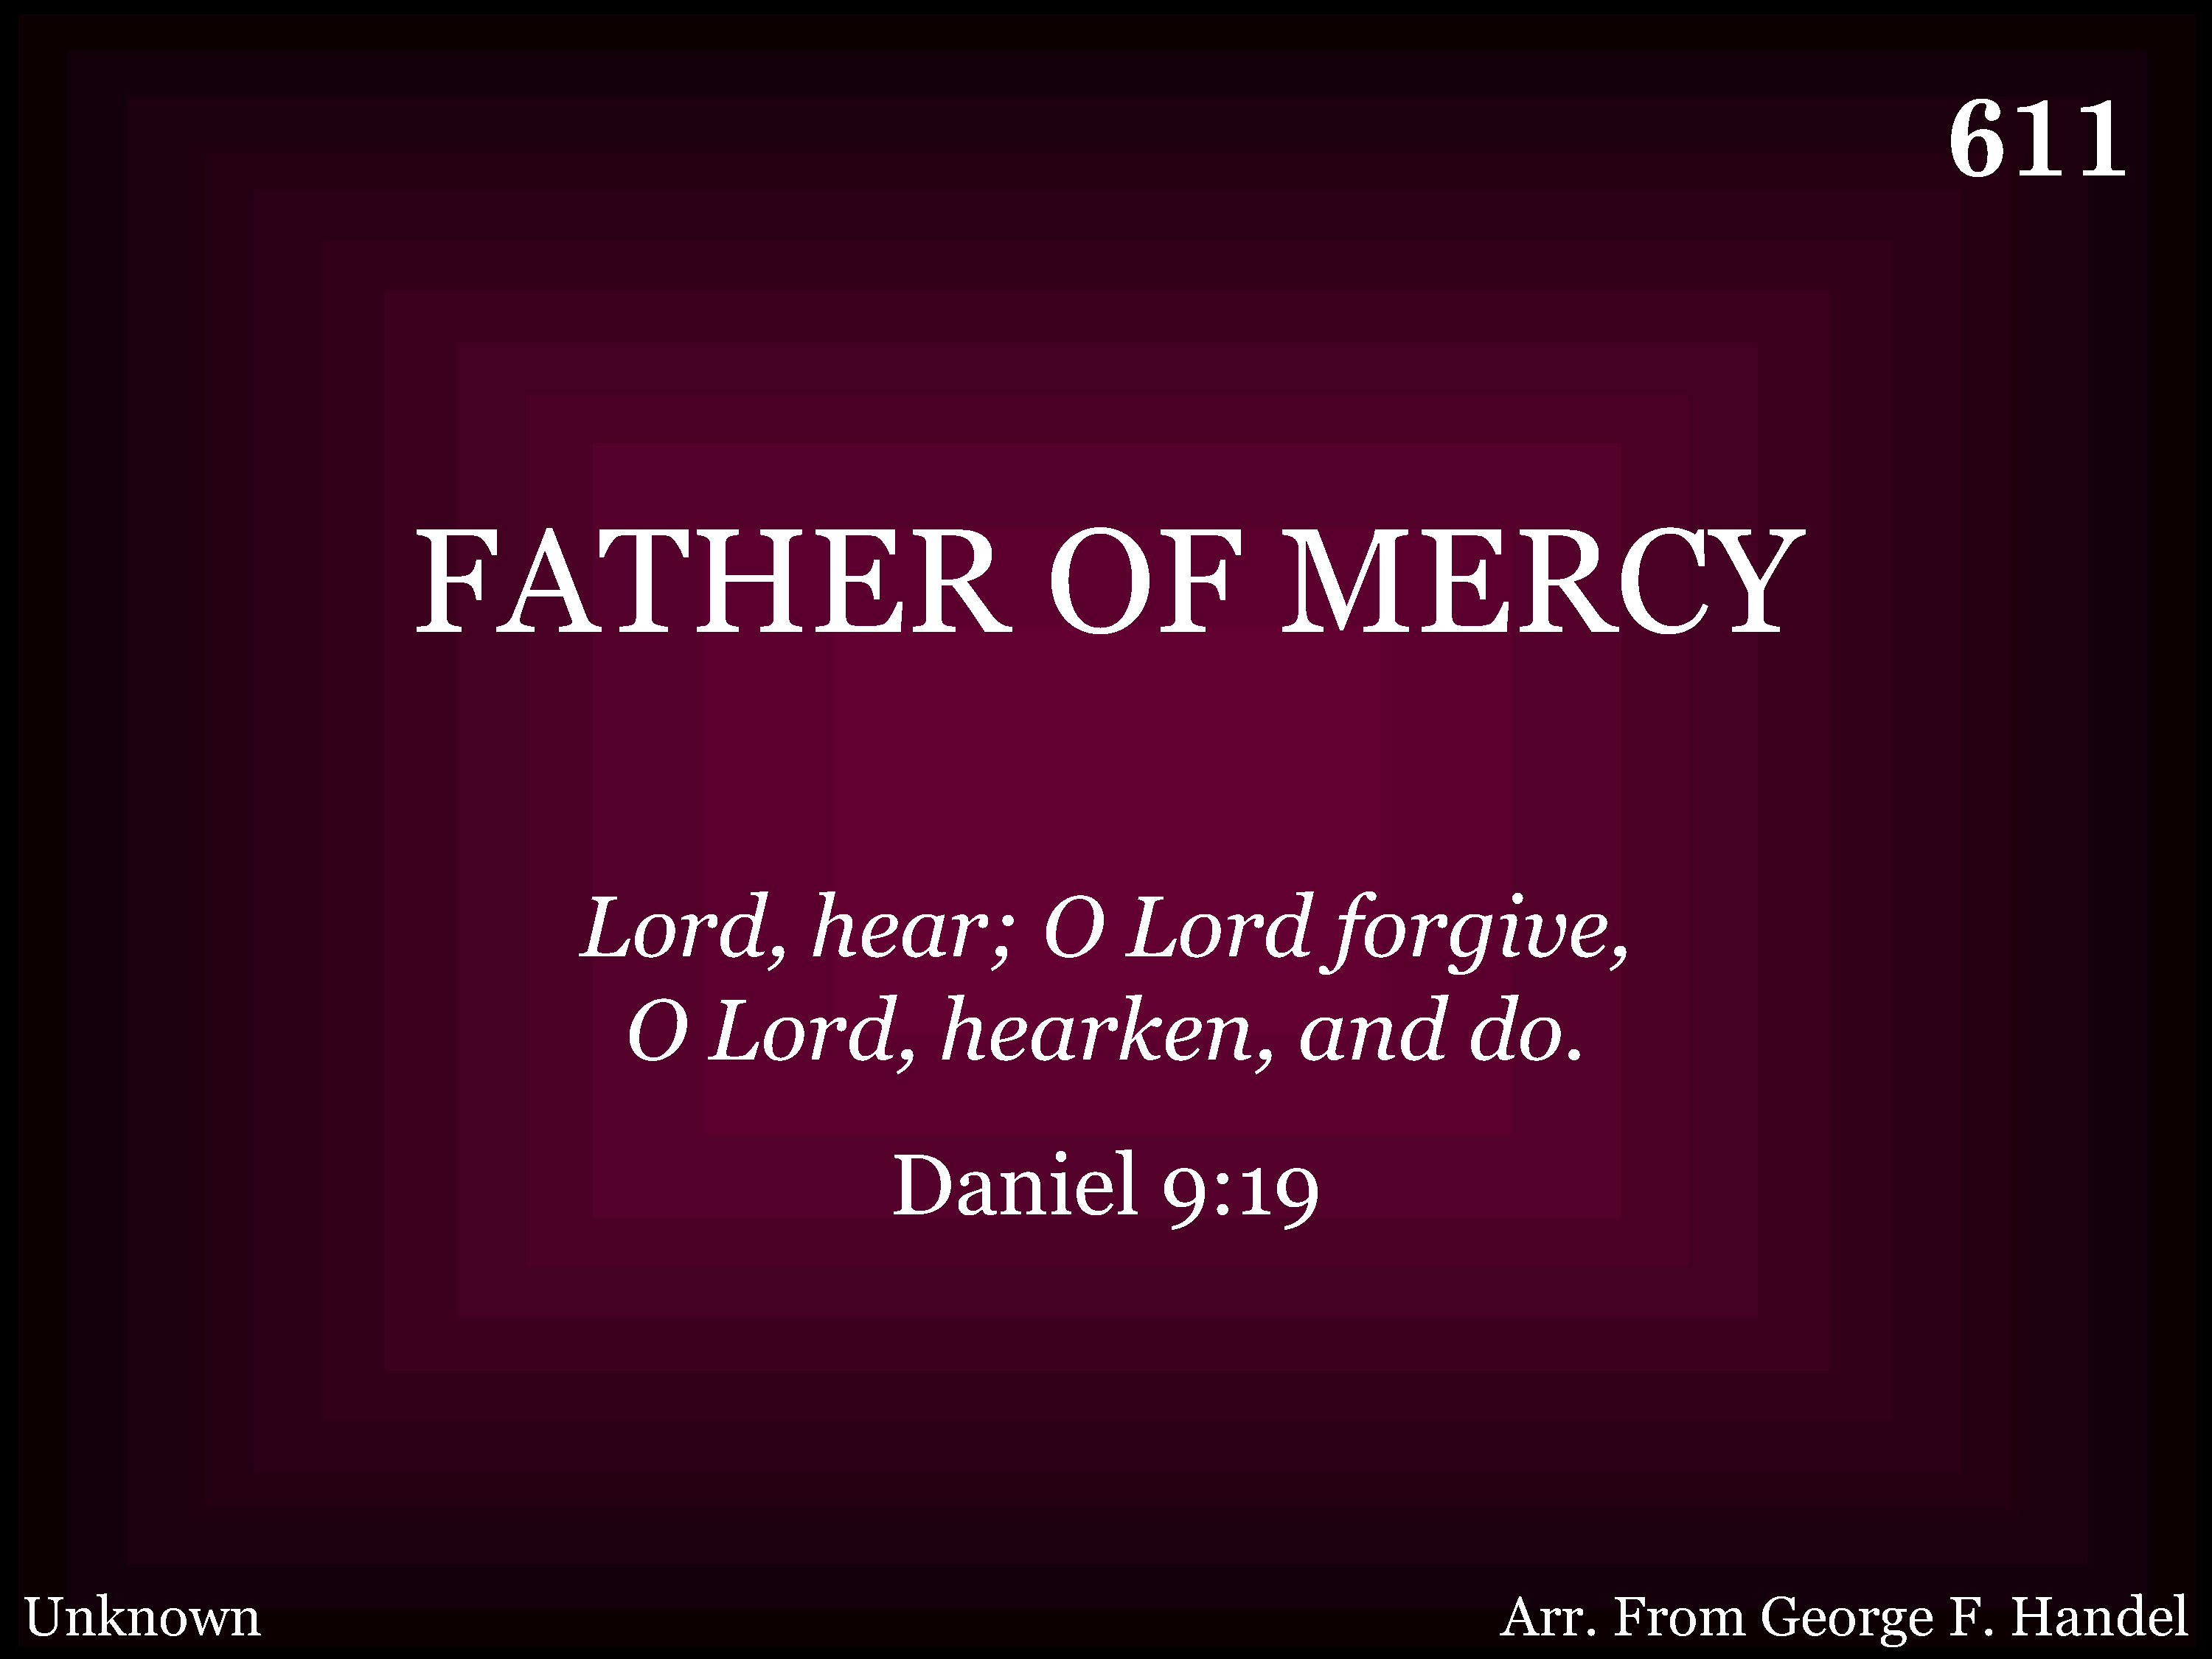 611
FATHER OF MERCY
Lord, hear; O Lord forgive,
O Lord, hearken, and do.
Daniel 9:19
Unknown
Arr. From George F. Handel